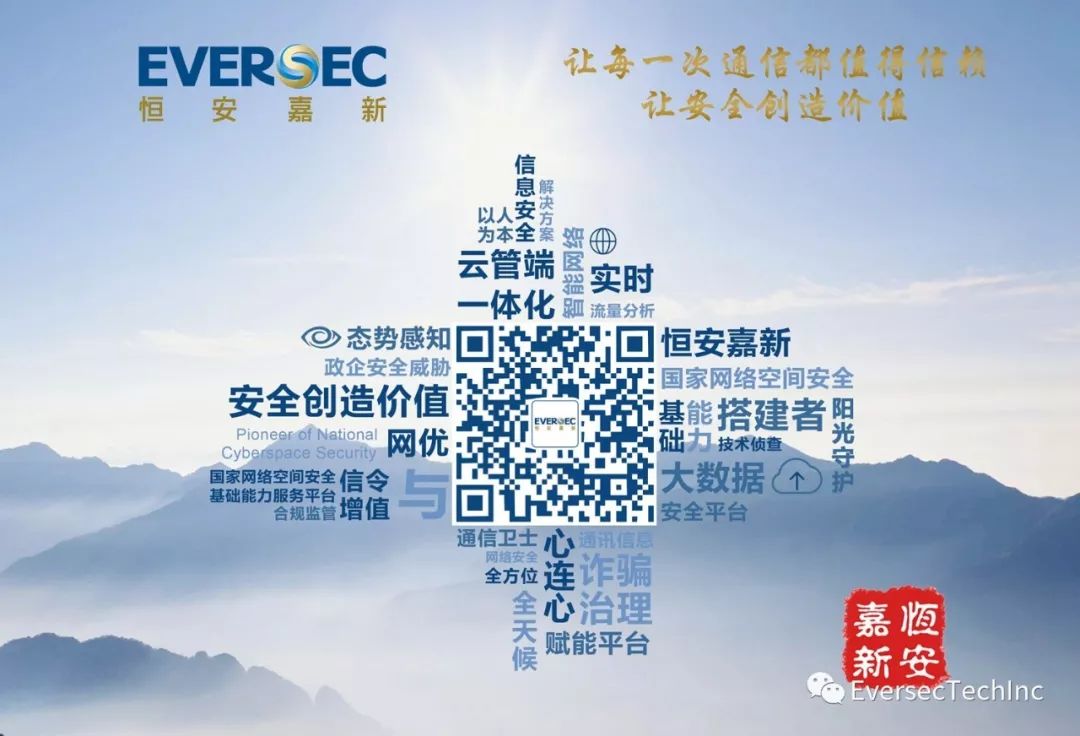 EVERSEC
恒安嘉新
让每一次通信都值得信赖
让安全创造价值
信息安全
解决方案
以人
为本
云管端
一体化
智能网络
实时
流量分析
态势感知
政企安全威胁
安全创造价值
Pioneer of National
Cyberspace Security
网优
国家网络空间安全
基础能力服务平台
合规监管
信令
增值
与
EVERSEC
恒安嘉新
恒安嘉新
国家网络空间安全
基础
能力
搭建者
技术侦查
阳光守护
大数据
安全平台
通信卫士
网络安全
全方位
全天候
心连心
通讯信息
诈骗
治理
赋能平台
恆安
嘉新
EversecTechInc